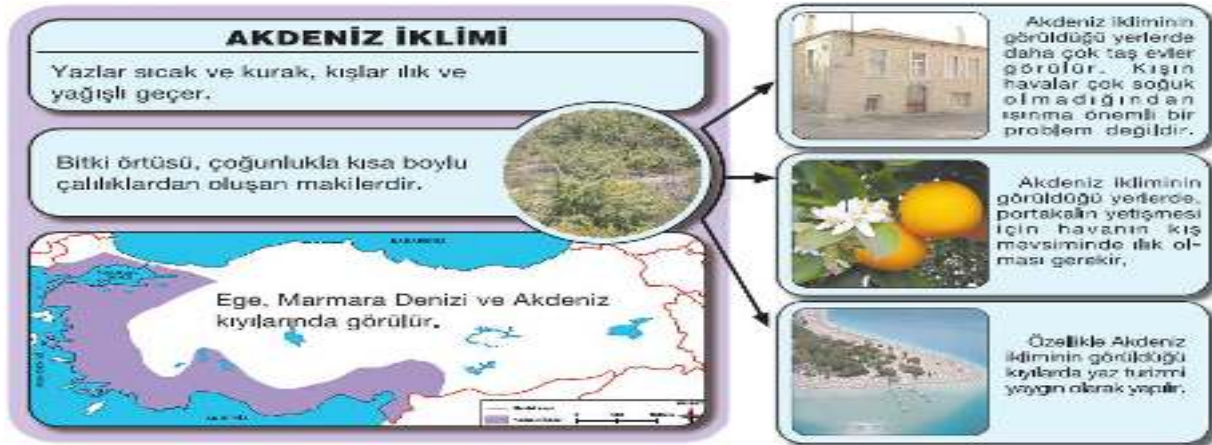 AKDENİZ İKLİMİ
Yazlar sıcak ve kurak, kışlar ılık ve
yağışlı geçer.
Bitki örtüsü, çoğunlukla kısa boylu
çalılıklardan oluşan makilerdir.
Ege, Marmara Denizi ve Akdeniz
kıyılarında görülür.
Akdeniz ikliminin
görüldüğü yerlerde
daha çok taş evler
görülür. Kışın
havalar çok soğuk
olmadığından
ısınma önemli bir
problem değildir.
Akdeniz ikliminin
görüldüğü yerlerde,
portakalın yetişmesi
için havanın kış
mevsiminde ılık ol-
ması gerekir.
Özellikle Akdeniz
ikliminin görüldüğü
kıyılarda yaz turizmi
yaygın olarak yapılır.